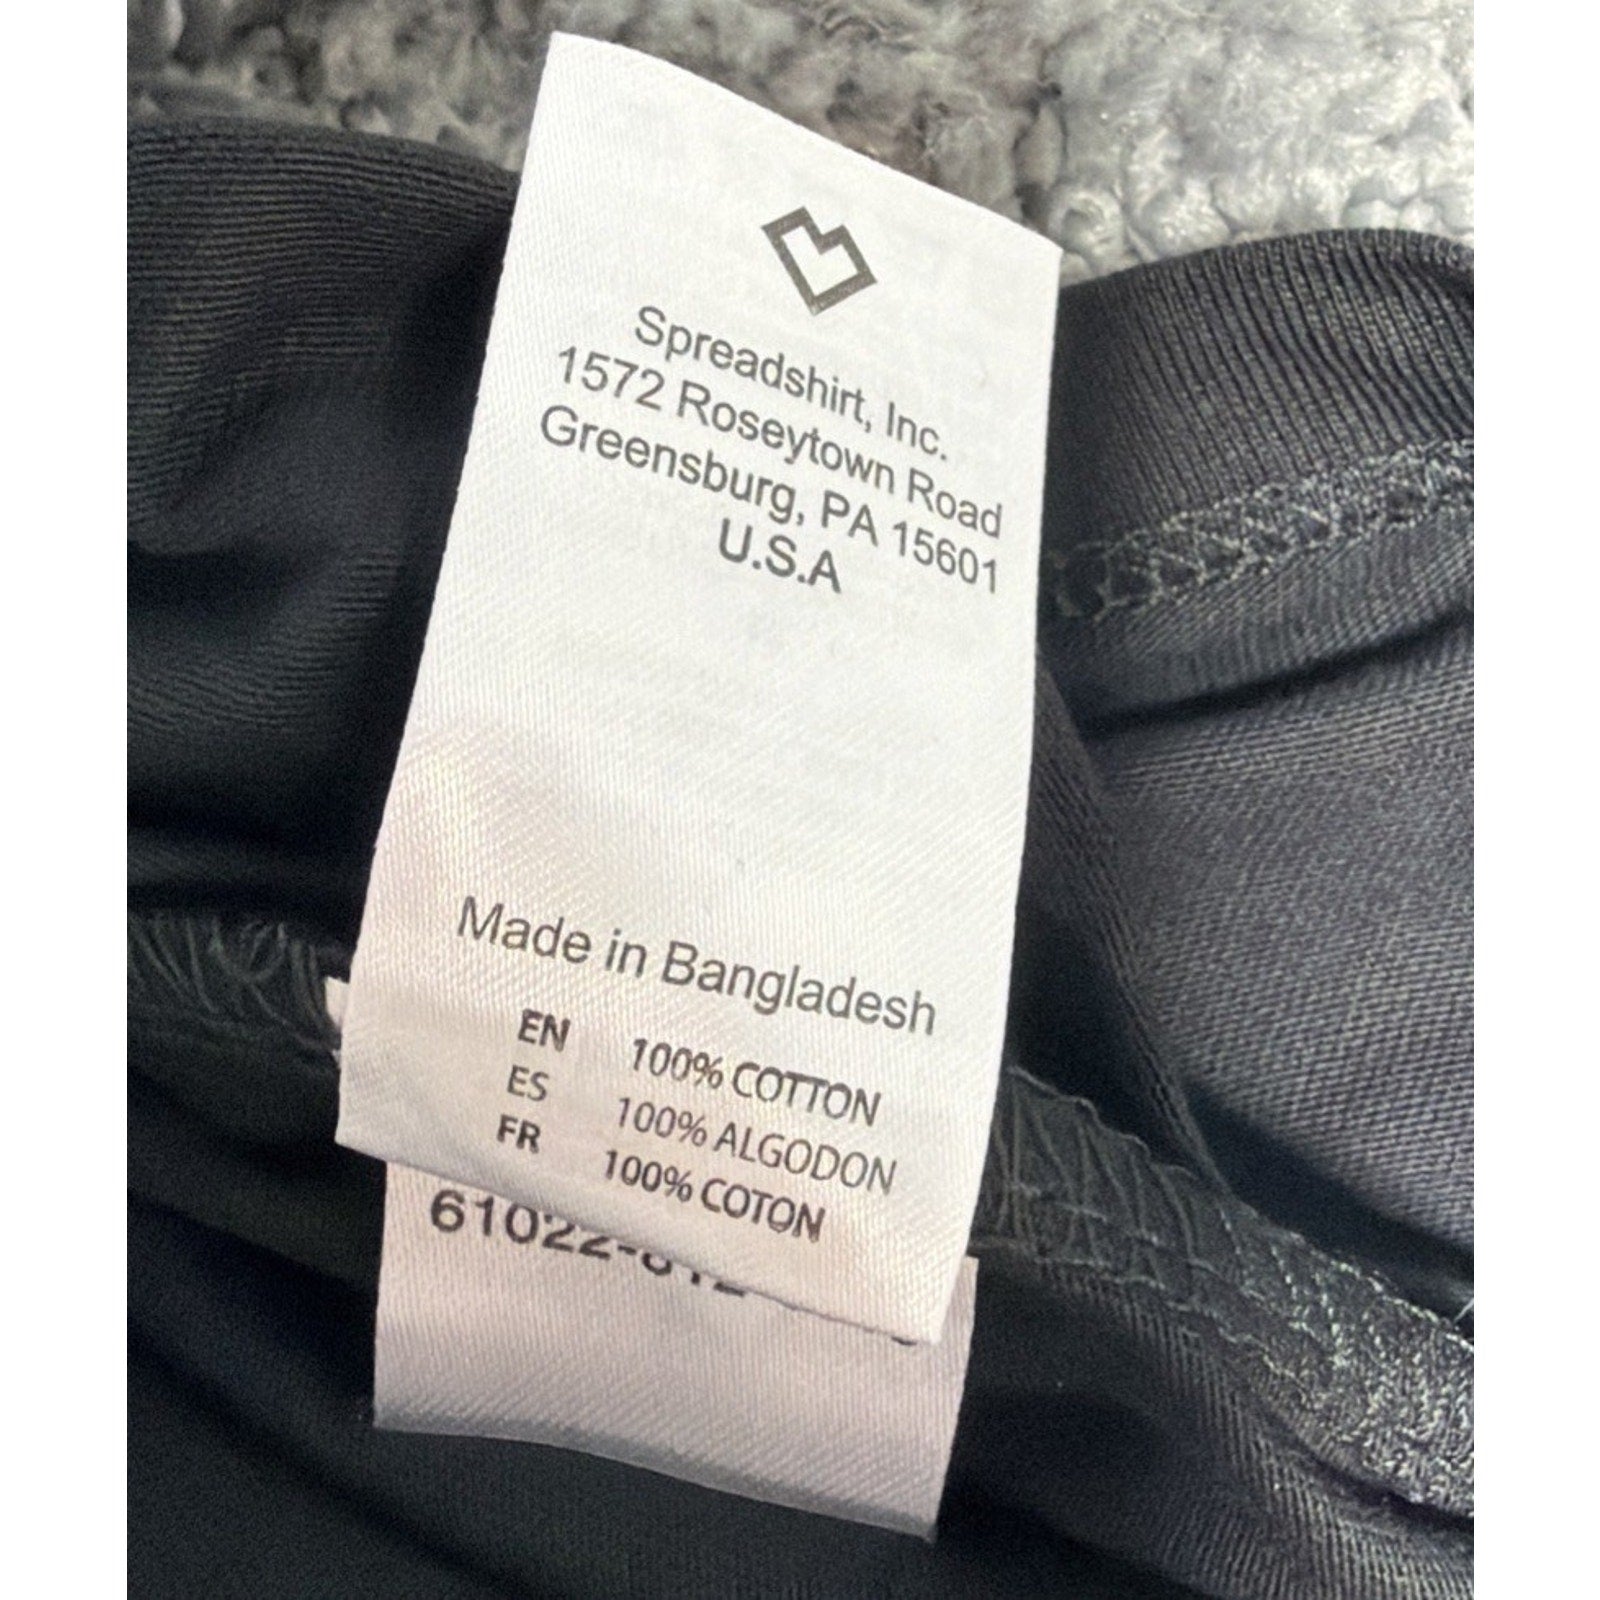 Spreadshirt, Inc.
1572 Roseytown Road
Greensburg, PA 15601
U.S.A
Made in Bangladesh
EN 100% COTTON
ES 100% ALGODON
FR 100% COTON